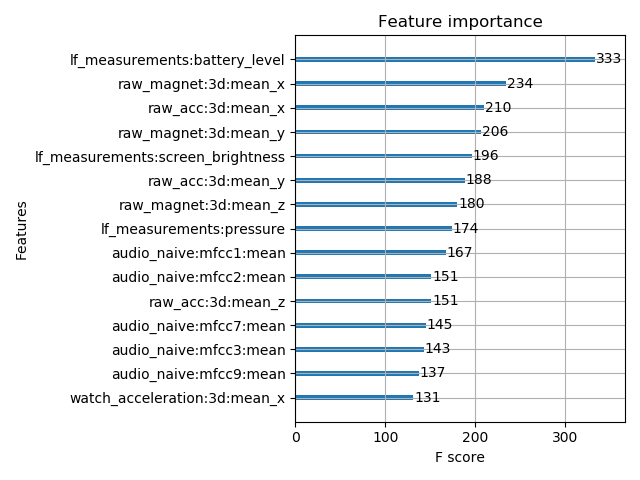 Feature importance
lf_measurements:battery_level 333
raw_magnet:3d:mean_x 234
raw_acc:3d:mean_x 210
raw_magnet:3d:mean_y 206
lf_measurements:screen_brightness 196
raw_acc:3d:mean_y 188
raw_magnet:3d:mean_z 180
lf_measurements:pressure 174
audio_naive:mfcc1:mean 167
audio_naive:mfcc2:mean 151
raw_acc:3d:mean_z 151
audio_naive:mfcc7:mean 145
audio_naive:mfcc3:mean 143
audio_naive:mfcc9:mean 137
watch_acceleration:3d:mean_x 131
Features
0 100 200 300
F score